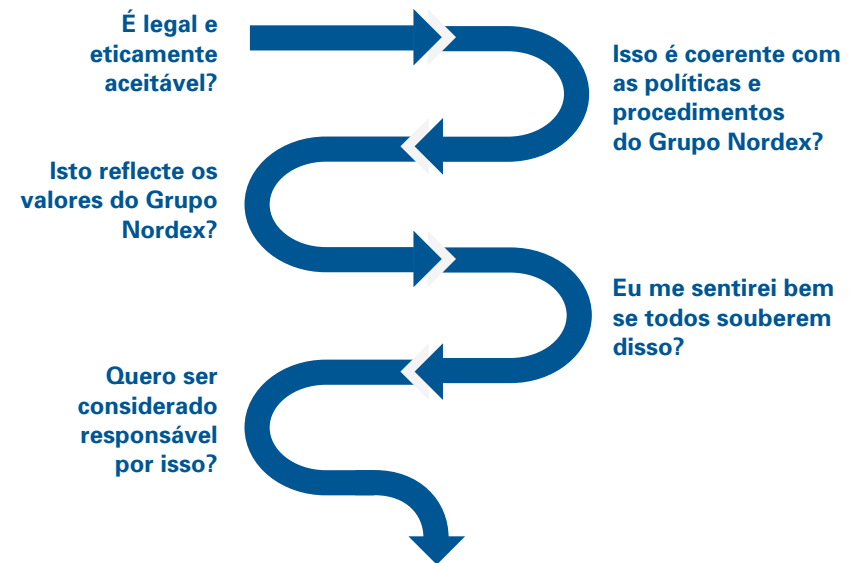 É legal e
eticamente
aceitável?
Isso é coerente com
as políticas e
procedimentos
do Grupo Nordex?
Isto reflecte os
valores do Grupo
Nordex?
Eu me sentirei bem
se todos souberem
disso?
Quero ser
considerado
responsável
por isso?